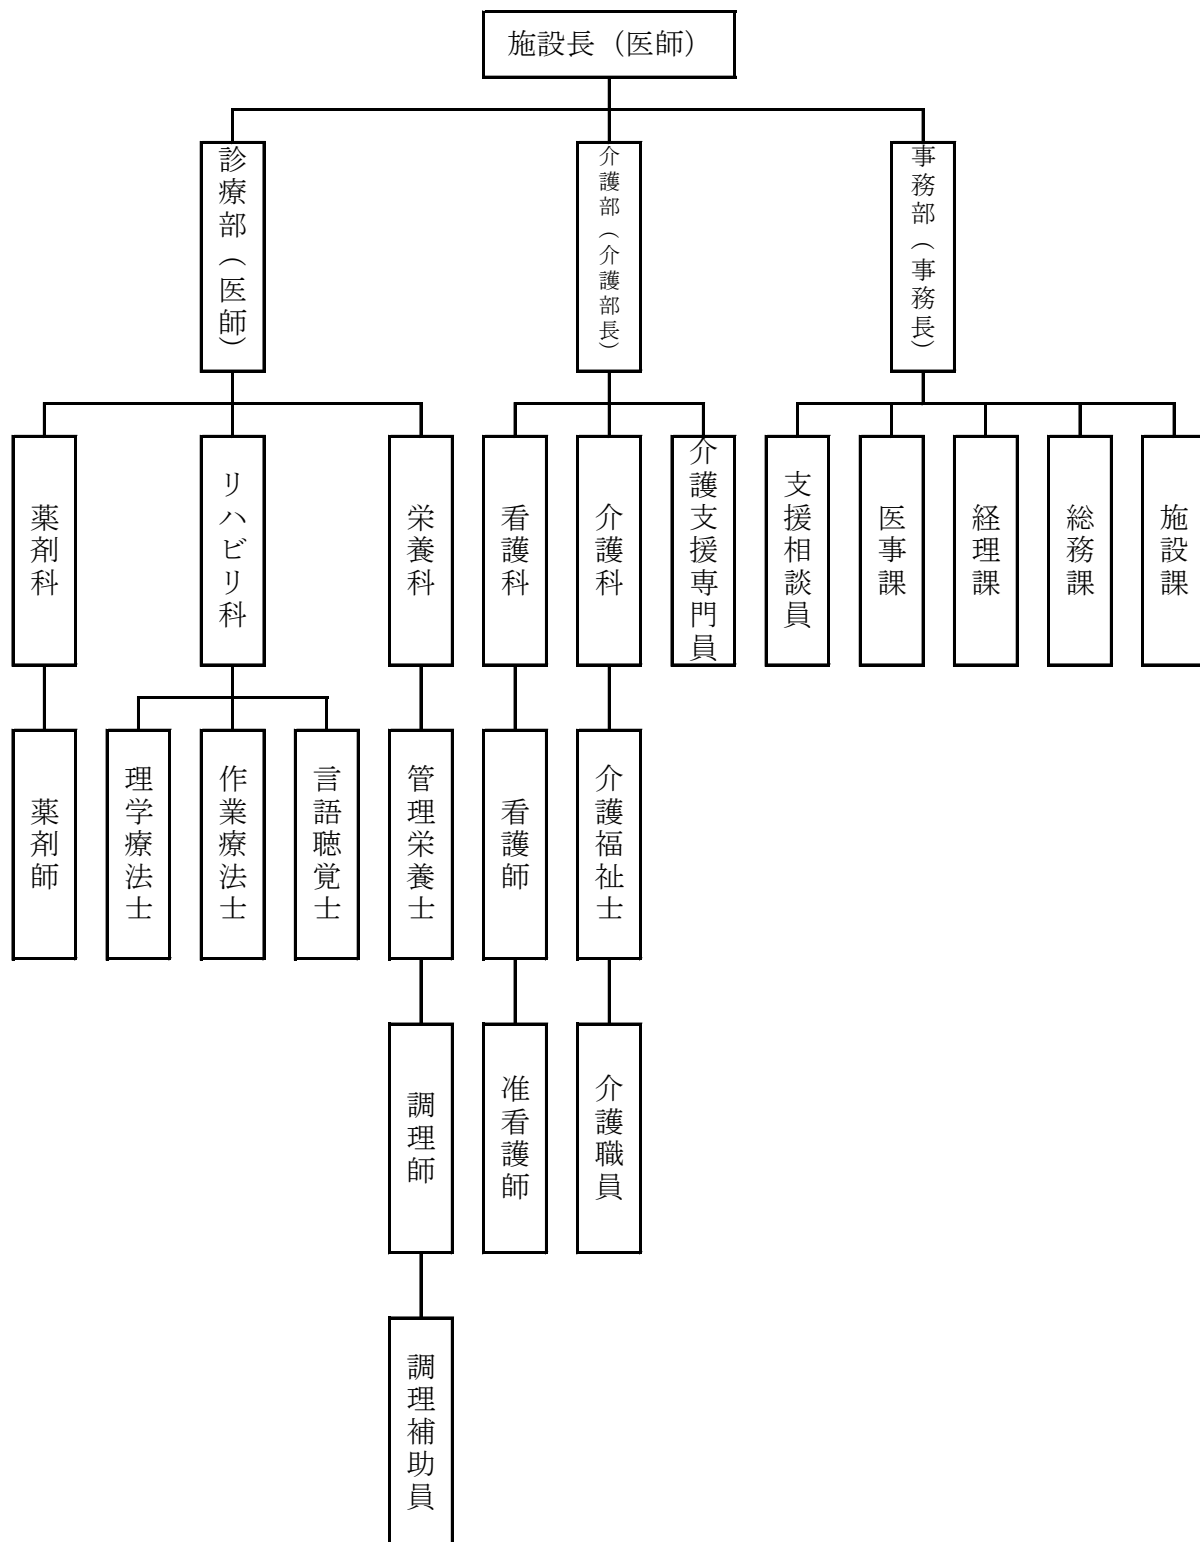 施設長（医師）
診療部（医師）
介護部（介護部長）
事務部（事務長）
薬剤科
リハビリ科
栄養科
看護科
介護科
介護支援専門員
支援相談員
医事課
経理課
総務課
施設課
薬剤師
理学療法士
作業療法士
言語聴覚士
管理栄養士
看護師
介護福祉士
調理師
准看護師
介護職員
調理補助員